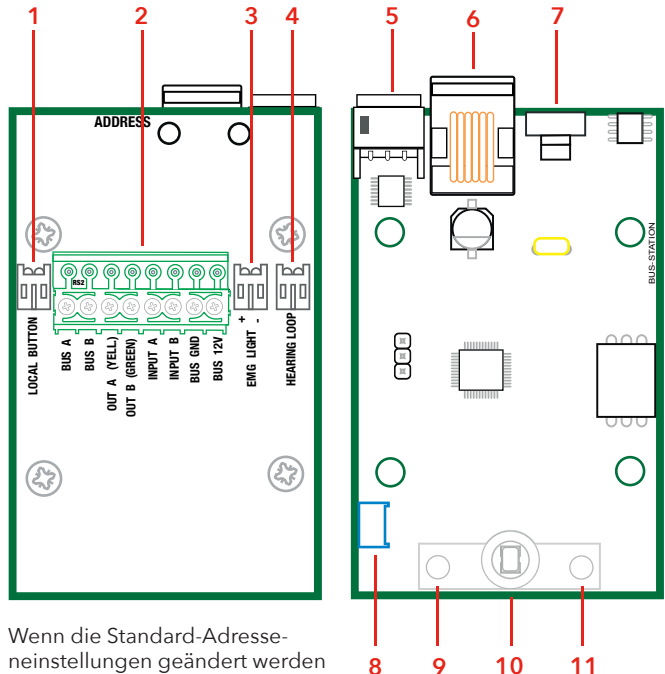 1 2 3 4 5 6 7
ADDRESS
RS2
LOCAL BUTTON
BUS A
BUS B
OUT A (YELL)
OUT B (GREEN)
INPUT A
INPUT B
BUS GND
BUS 12V
+ -
EMG LIGHT
HEARING LOOP
BUS-STATION
8 9 10 11
Wenn die Standard-Adresse-
neinstellungen geändert werden